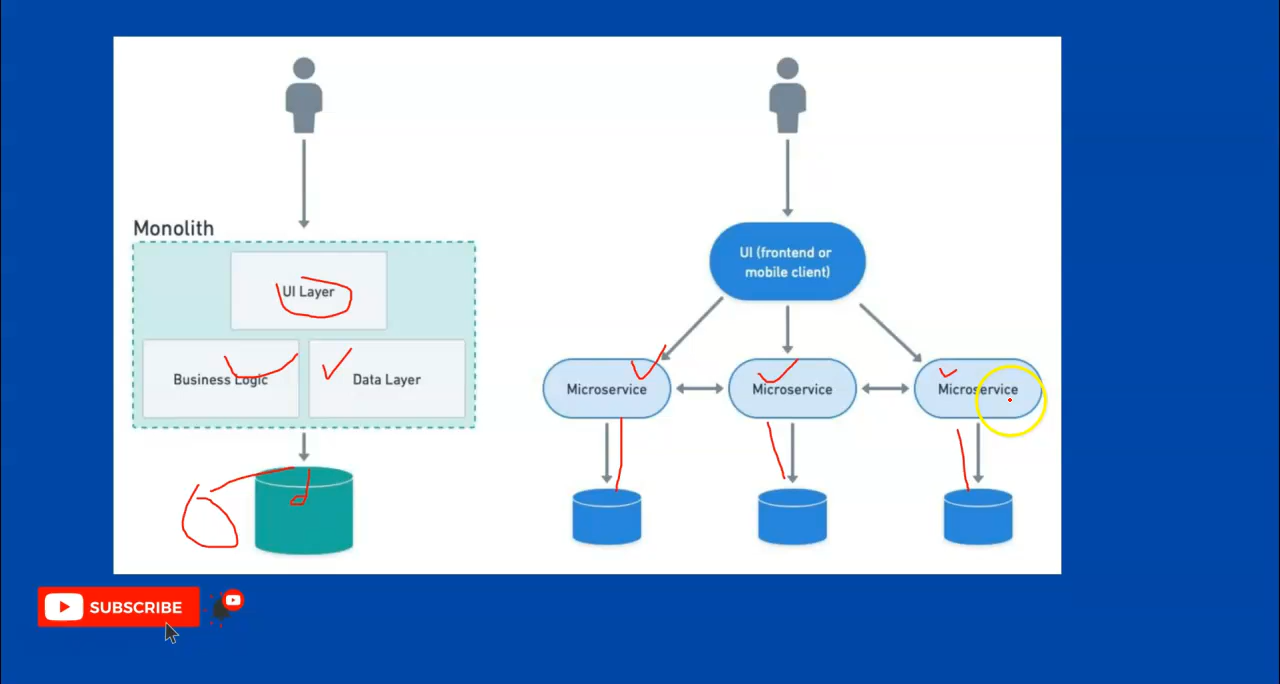 Monolith
UI Layer
Business Logic
Data Layer
UI (frontend or
mobile client)
Microservice
Microservice
Microservice
SUBSCRIBE